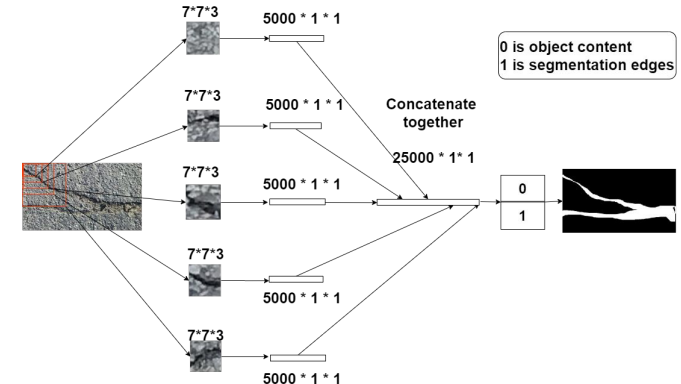 7*7*3
5000 * 1 * 1
0 is object content
1 is segmentation edges
7*7*3
5000 * 1 * 1
Concatenate
together
25000 * 1* 1
7*7*3
5000 * 1 * 1
0
1
7*7*3
5000 * 1 * 1
7*7*3
5000 * 1 * 1